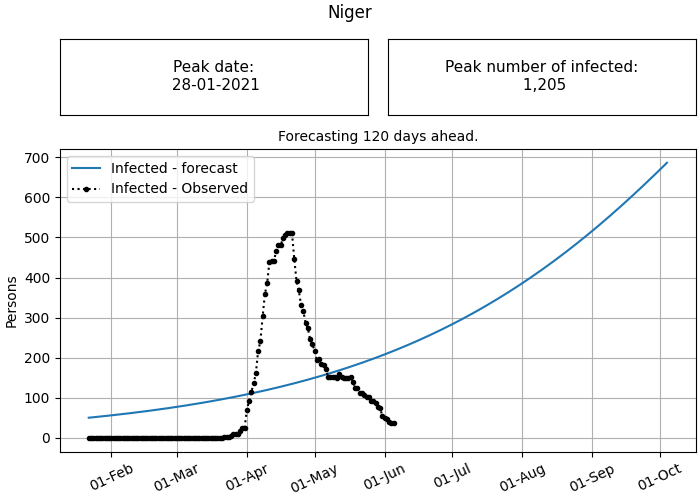 Niger
Peak date:
28-01-2021
Peak number of infected:
1,205
Forecasting 120 days ahead.
700
600
500
400
300
200
100
0
Persons
Infected - forecast
Infected - Observed
01-Feb
01-Mar
01-Apr
01-May
01-Jun
01-Jul
01-Aug
01-Sep
01-Oct